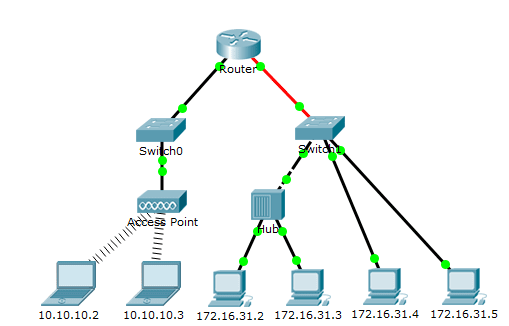 Router
Switch0
Switch1
Access Point
Hub
10.10.10.2
10.10.10.3
172.16.31.2
172.16.31.3
172.16.31.4
172.16.31.5